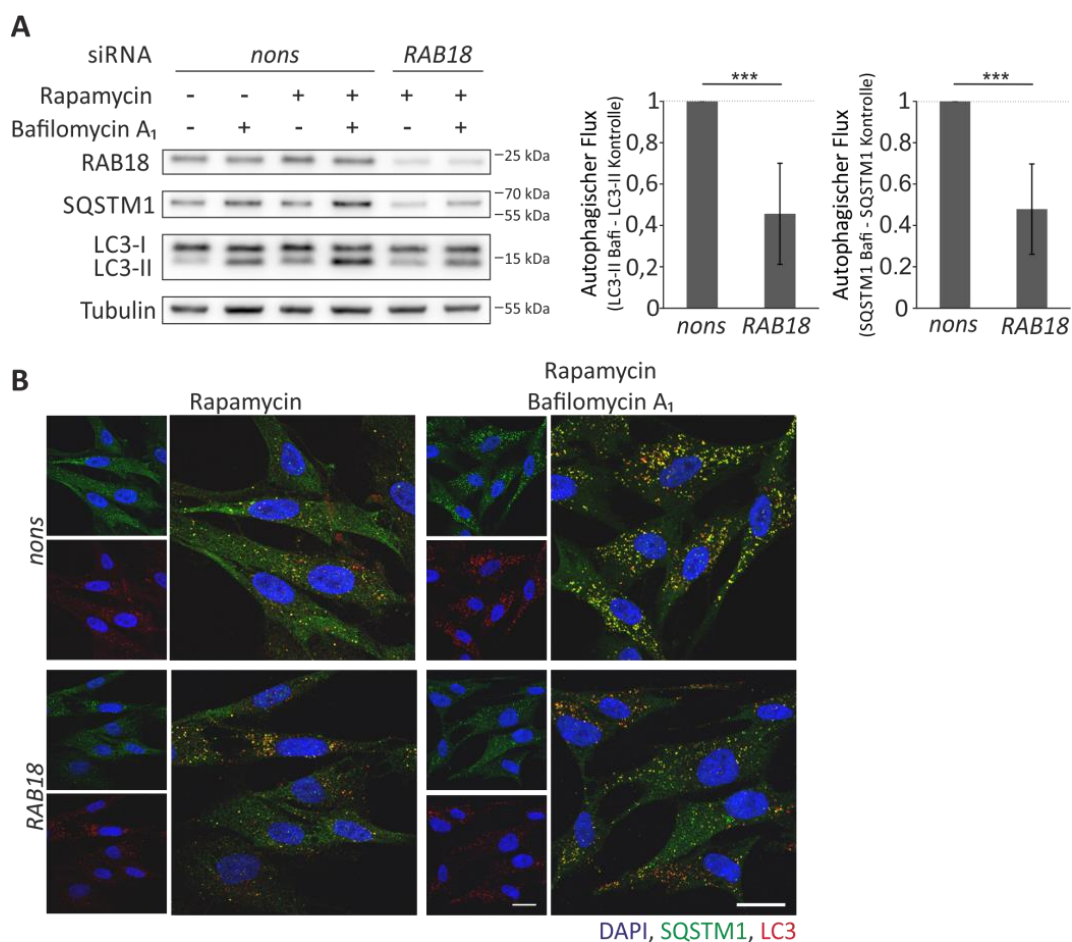 A
siRNA nons RAB18
Rapamycin - - + + + +
Bafilomycin A₁ - + - + - +
RAB18 –25 kDa
SQSTM1 –70 kDa
–55 kDa
LC3-I
LC3-II –15 kDa
Tubulin –55 kDa
Autophagischer Flux
(LC3-II Bafi - LC3-II Kontrolle)
***
1
0,8
0,6
0,4
0,2
0
nons RAB18
Autophagischer Flux
(SQSTM1 Bafi - SQSTM1 Kontrolle)
***
1
0,8
0,6
0,4
0,2
0
nons RAB18
B
Rapamycin
Rapamycin
Bafilomycin A₁
nons
RAB18
DAPI, SQSTM1, LC3